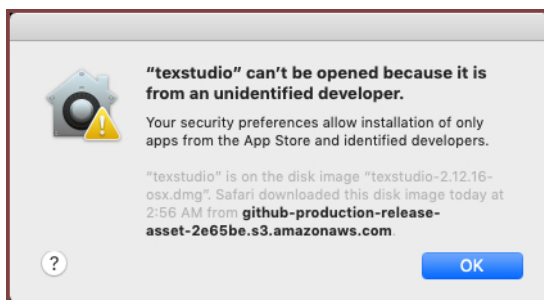 “texstudio” can’t be opened because it is
from an unidentified developer.
Your security preferences allow installation of only
apps from the App Store and identified developers.
“texstudio” is on the disk image “texstudio-2.12.16-
osx.dmg”. Safari downloaded this disk image today at
2:56 AM from github-production-release-
asset-2e65be.s3.amazonaws.com.
?
OK